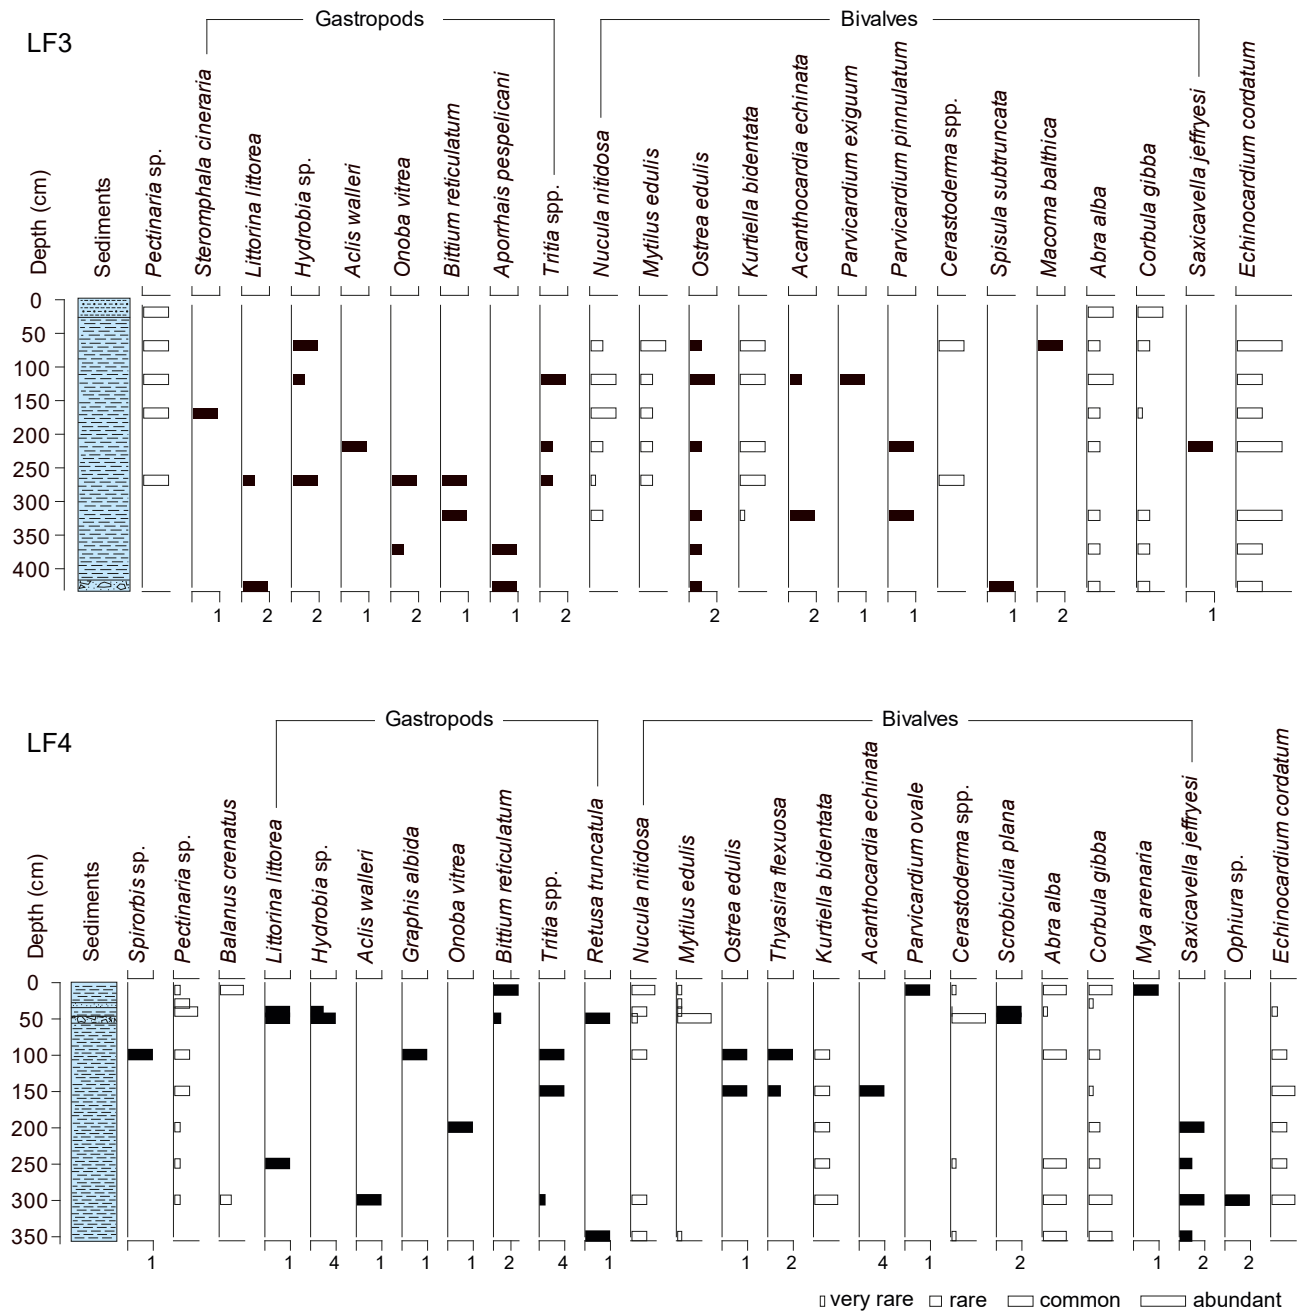 LF3
Gastropods
Bivalves
Depth (cm)
Sediments
Pectinaria sp.
Steromphala cineraria
Littorina littorea
Hydrobia sp.
Aclis walleri
Onoba vitrea
Bittium reticulatum
Aporrhais pespelicani
Tritia spp.
Nucula nitidosa
Mytilus edulis
Ostrea edulis
Kurtiella bidentata
Acanthocardia echinata
Parvicardium exiguum
Parvicardium pinnulatum
Cerastoderma spp.
Spisula subtruncata
Macoma balthica
Abra alba
Corbula gibba
Saxicavella jeffryesi
Echinocardium cordatum
0
50
100
150
200
250
300
350
400
1 2 2 1 2 1 1 2 2 2 1 1 1 2 1
LF4
Gastropods
Bivalves
Depth (cm)
Sediments
Spirorbis sp.
Pectinaria sp.
Balanus crenatus
Littorina littorea
Hydrobia sp.
Aclis walleri
Graphis albida
Onoba vitrea
Bittium reticulatum
Tritia spp.
Retusa truncatula
Nucula nitidosa
Mytilus edulis
Ostrea edulis
Thyasira flexuosa
Kurtiella bidentata
Acanthocardia echinata
Parvicardium ovale
Cerastoderma spp.
Scrobiculia plana
Abra alba
Corbula gibba
Mya arenaria
Saxicavella jeffryesi
Ophiura sp.
Echinocardium cordatum
0
50
100
150
200
250
300
350
1 1 4 1 1 1 2 4 1 1 2 4 1 2 1 2 2
very rare rare common abundant